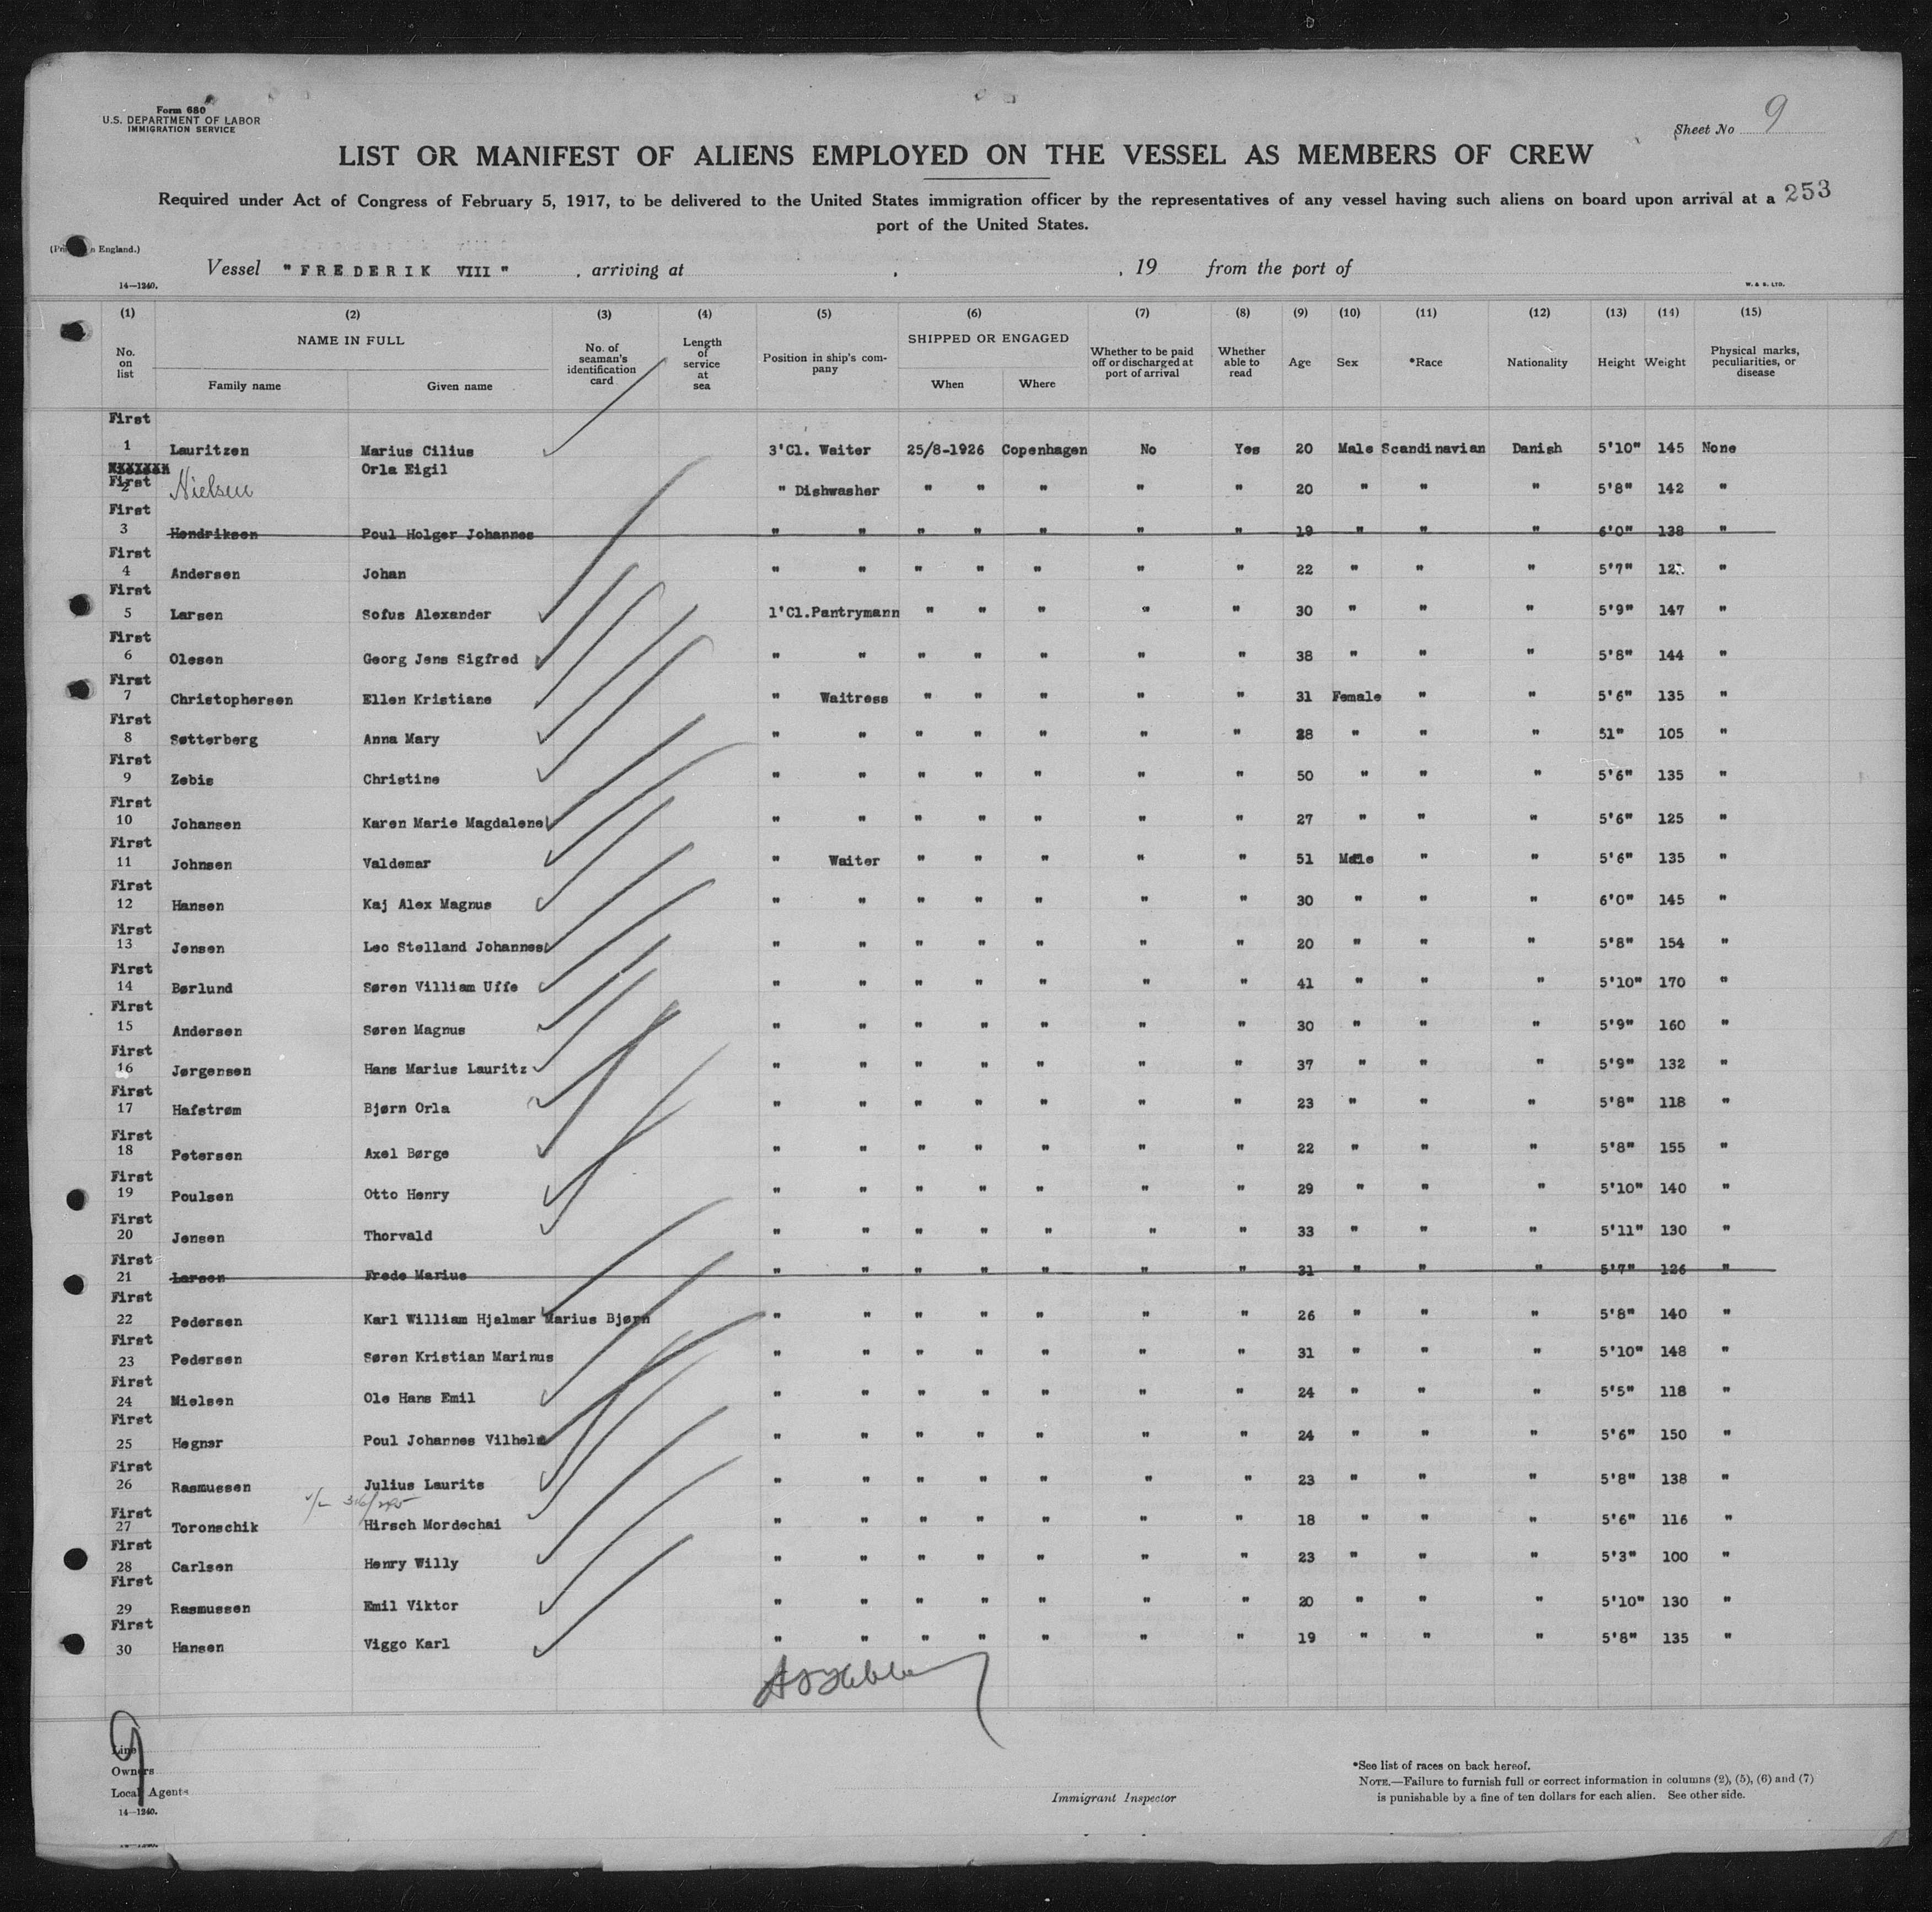 Form 680
U.S. DEPARTMENT OF LABOR
IMMIGRATION SERVICE
Sheet No 9
LIST OR MANIFEST OF ALIENS EMPLOYED ON THE VESSEL AS MEMBERS OF CREW
Required under Act of Congress of February 5, 1917, to be delivered to the United States immigration officer by the representatives of any vessel having such aliens on board upon arrival at a 253
port of the United States.
Vessel "FREDERIK VIII" , arriving at , , 19 from the port of
14—1240. W. & S. LTD.
(1) (2) (3) (4) (5) (6) (7) (8) (9) (10) (11) (12) (13) (14) (15)
No. on list NAME IN FULL Family name Given name No. of seaman's identification card Length of service at sea Position in ship's company SHIPPED OR ENGAGED When Where Whether to be paid off or discharged at port of arrival Whether able to read Age Sex *Race Nationality Height Weight Physical marks, peculiarities, or disease
First
1 Lauritzen Marius Cilius 3'Cl. Waiter 25/8-1926 Copenhagen No Yes 20 Male Scandinavian Danish 5'10" 145 None
First
2 Nielsen Orla Eigil " Dishwasher " " " " " 20 " " " 5'8" 142 "
First
3 Hendriksen Poul Holger Johannes " " " " " " " 19 " " " 6'0" 138 "
First
4 Andersen Johan " " " " " " " 22 " " " 5'7" "
First
5 Larsen Sofus Alexander 1'Cl.Pantrymann " " " " " 30 " " " 5'9" 147 "
First
6 Olesen Georg Jens Sigfred " " " " " " " 38 " " " 5'8" 144 "
First
7 Christophersen Ellen Kristiane " Waitress " " " " " 31 Female " " 5'6" 135 "
First
8 Søtterberg Anna Mary " " " " " " " 28 " " " 51" 105 "
First
9 Zebis Christine " " " " " " " 50 " " " 5'6" 135 "
First
10 Johansen Karen Marie Magdalene " " " " " " " 27 " " " 5'6" 125 "
First
11 Johnsen Valdemar " Waiter " " " " " 51 Male " " 5'6" 135 "
First
12 Hansen Kaj Alex Magnus " " " " " " " 30 " " " 6'0" 145 "
First
13 Jensen Leo Stelland Johannes " " " " " " " 20 " " " 5'8" 154 "
First
14 Børlund Søren Villiam Uffe " " " " " " " 41 " " " 5'10" 170 "
First
15 Andersen Søren Magnus " " " " " " " 30 " " " 5'9" 160 "
First
16 Jørgensen Hans Marius Lauritz " " " " " " " 37 " " " 5'9" 132 "
First
17 Hafstrøm Bjørn Orla " " " " " " " 23 " " " 5'8" 118 "
First
18 Petersen Axel Børge " " " " " " " 22 " " " 5'8" 155 "
First
19 Poulsen Otto Henry " " " " " " " 29 " " " 5'10" 140 "
First
20 Jensen Thorvald " " " " " " " 33 " " " 5'11" 130 "
First
21 Larsen Frede Marius " " " " " " " 31 " " " 5'7" 126 "
First
22 Pedersen Karl William Hjalmar Marius Bjørn " " " " " " " 26 " " " 5'8" 140 "
First
23 Pedersen Søren Kristian Marinus " " " " " " " 31 " " " 5'10" 148 "
First
24 Nielsen Ole Hans Emil " " " " " " " 24 " " " 5'5" 118 "
First
25 Hegner Poul Johannes Vilhelm " " " " " " " 24 " " " 5'6" 150 "
First
26 Rasmussen Julius Laurits " " " " " " " 23 " " " 5'8" 138 "
First
27 Toronschik Hirsch Mordechai " " " " " " " 18 " " " 5'6" 116 "
First
28 Carlsen Henry Willy " " " " " " " 23 " " " 5'3" 100 "
First
29 Rasmussen Emil Viktor " " " " " " " 20 " " " 5'10" 130 "
First
30 Hansen Viggo Karl " " " " " " " 19 " " " 5'8" 135 "
9
Line
Owners
Local Agents
14—1240.
Immigrant Inspector
*See list of races on back hereof.
NOTE.—Failure to furnish full or correct information in columns (2), (5), (6) and (7)
is punishable by a fine of ten dollars for each alien. See other side.